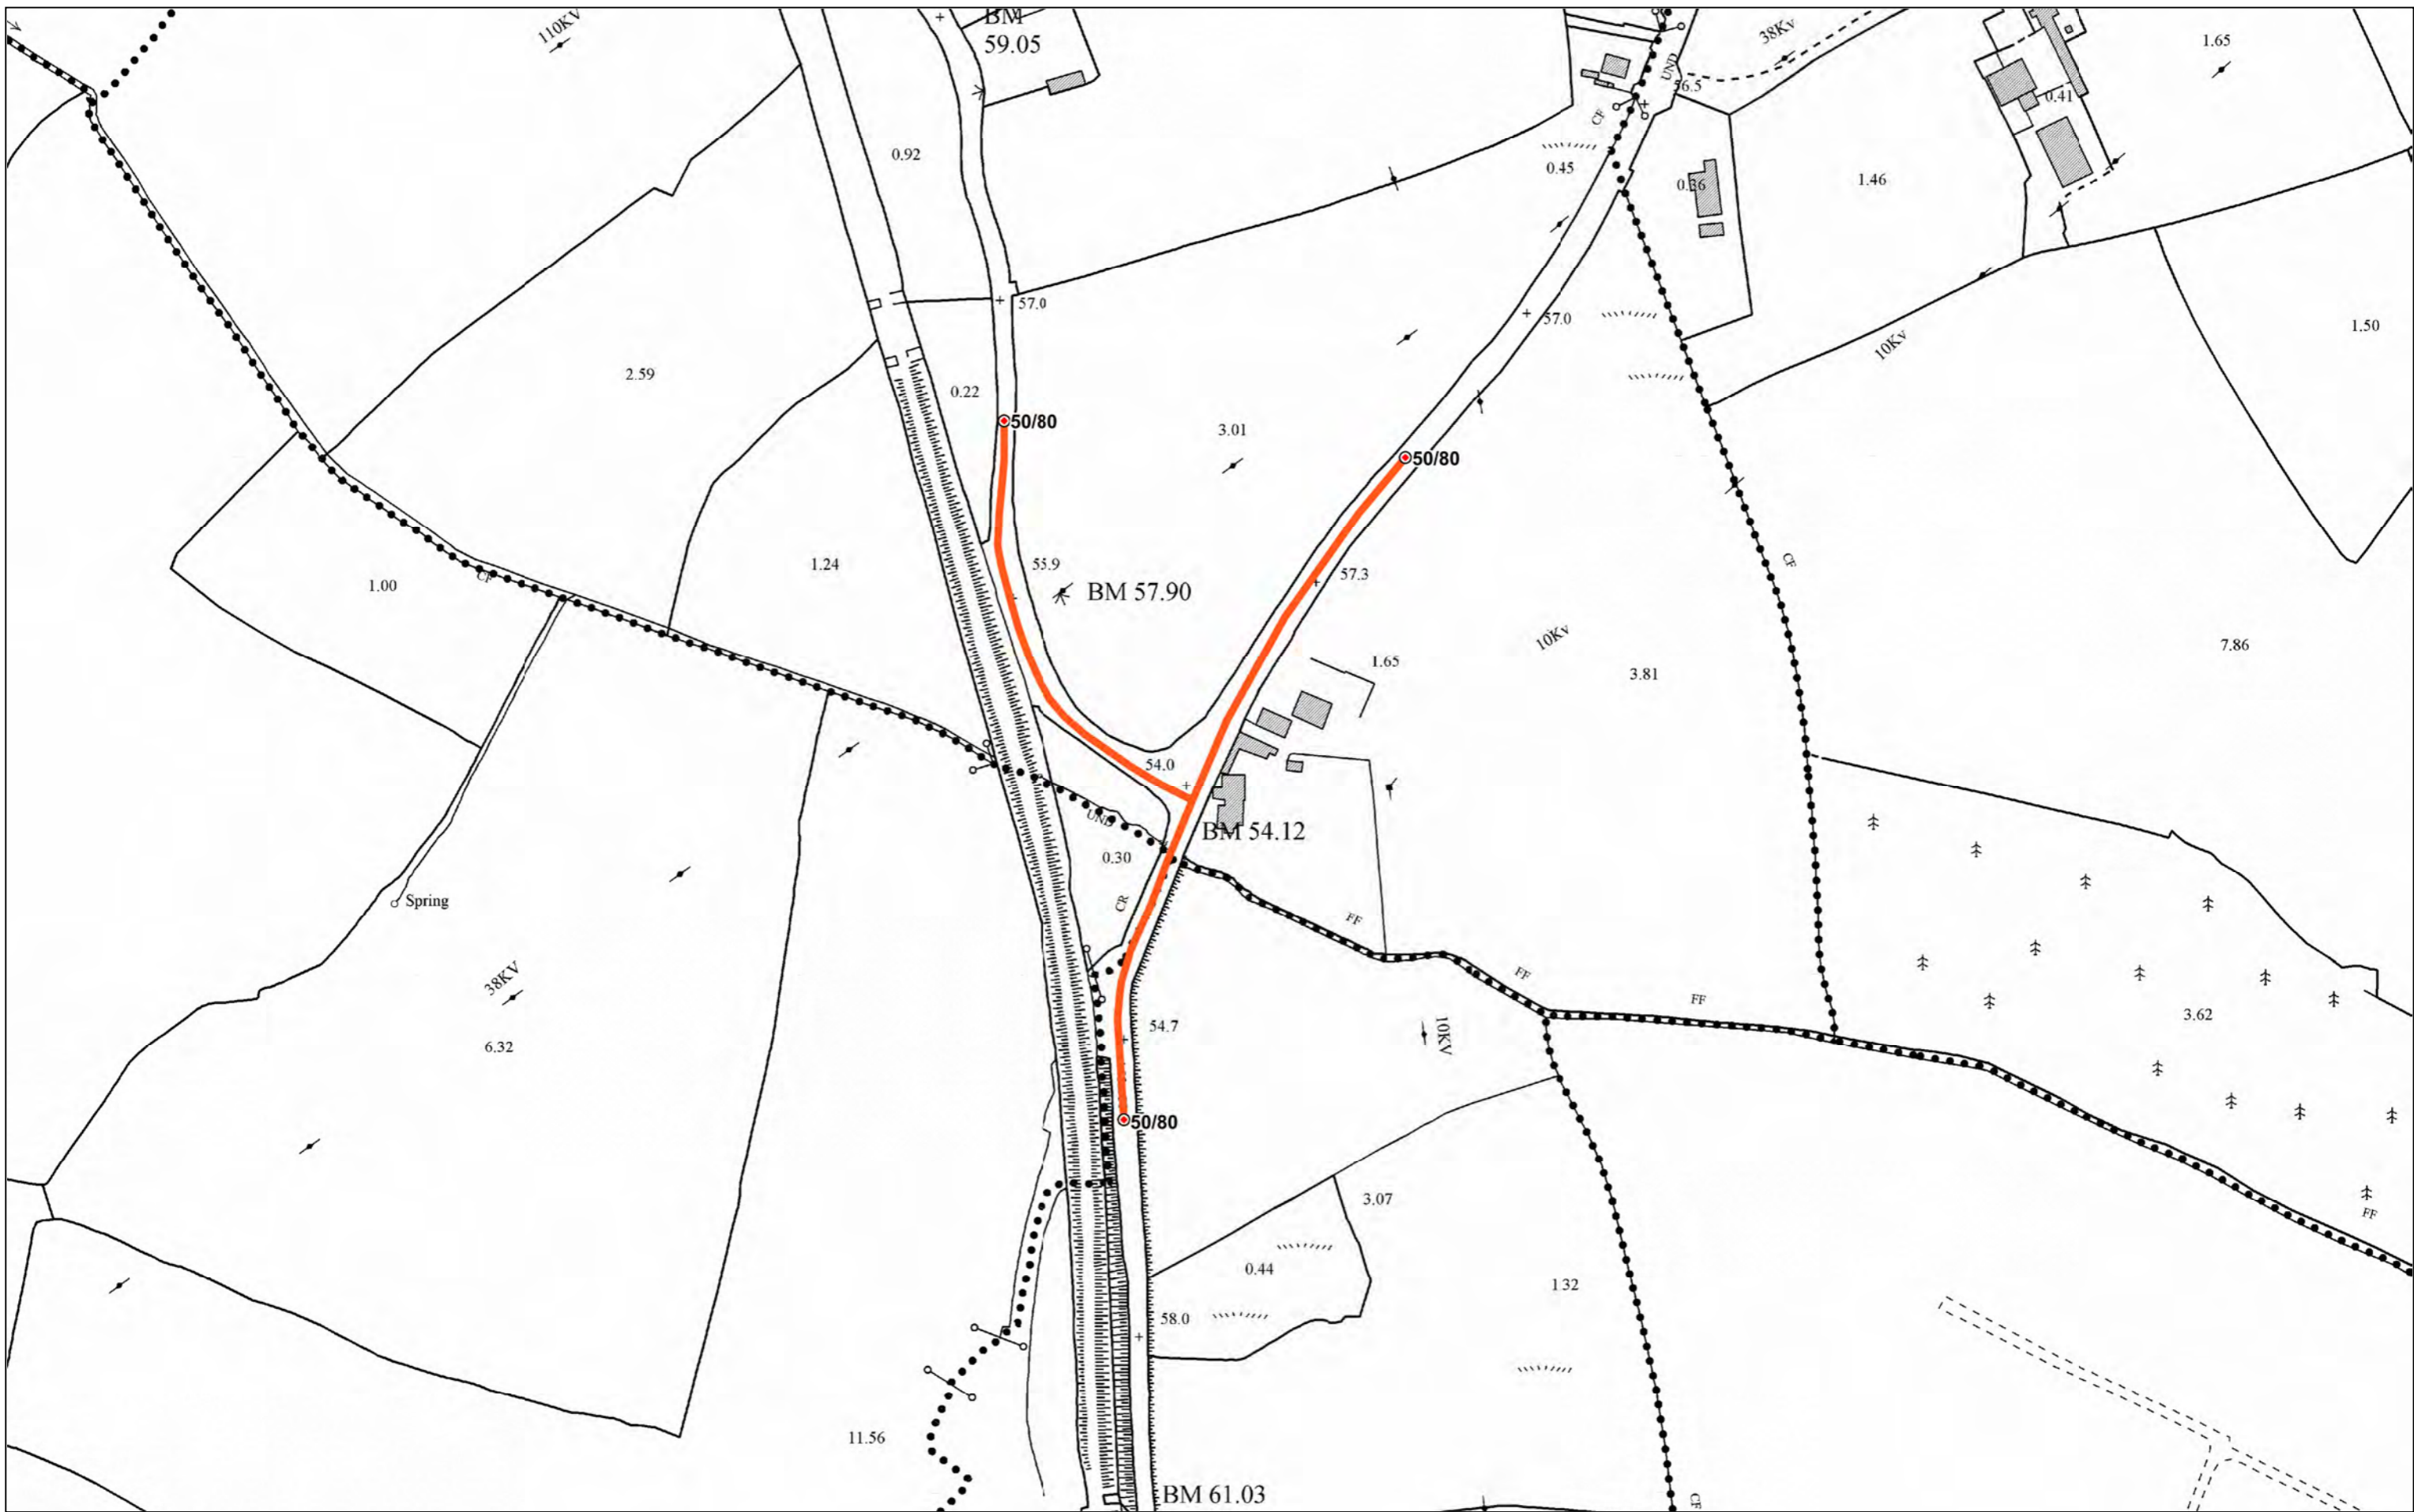 BM
59.05
110KV
38Kv
1.65
UND
56.5
0.41
CF
0.92
0.45
0.36
1.46
57.0
57.0
1.50
10Kv
2.59
0.22
50/80
3.01
50/80
1.24
55.9
BM 57.90
57.3
CF
CF
1.00
10Kv
1.65
3.81
7.86
54.0
UND
BM 54.12
0.30
CR
Spring
FF
FF
38KV
FF
3.62
54.7
10KV
6.32
50/80
3.07
FF
0.44
1.32
58.0
11.56
BM 61.03
CF